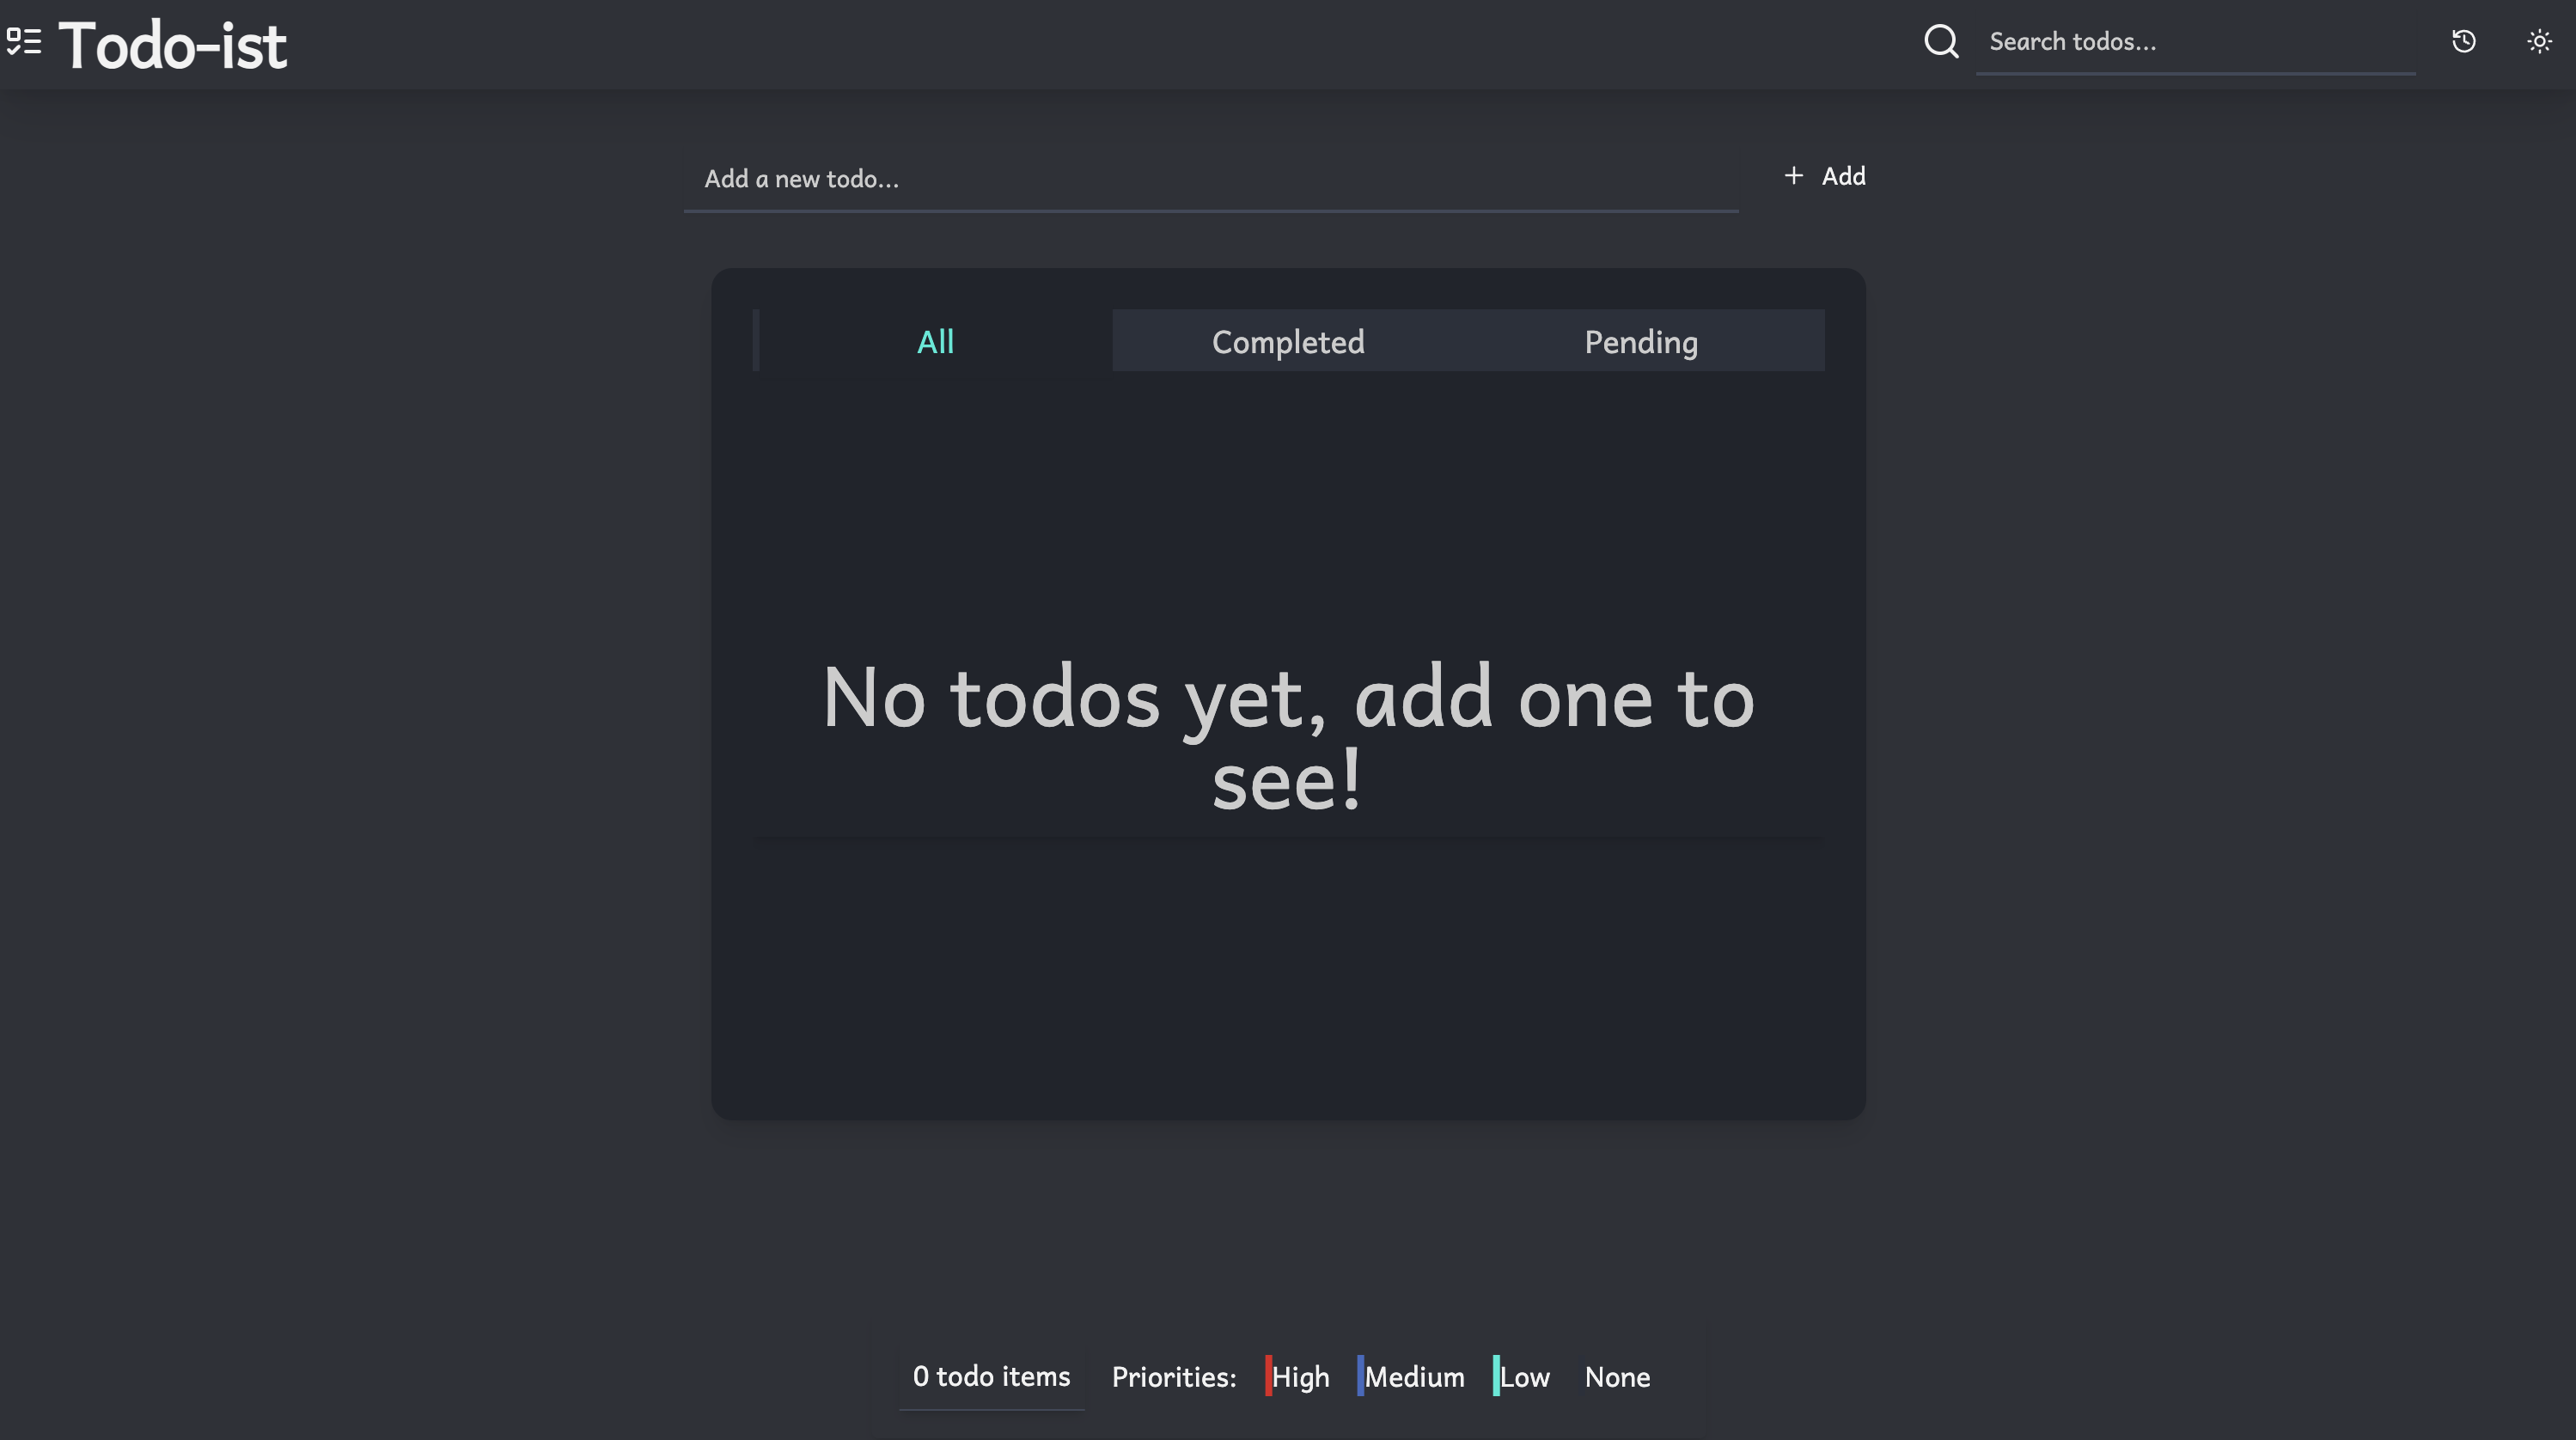 Todo-ist
Search todos...
Add a new todo...
Add
All
Completed
Pending
No todos yet, add one to
see!
0 todo items
Priorities:
High
Medium
Low
None